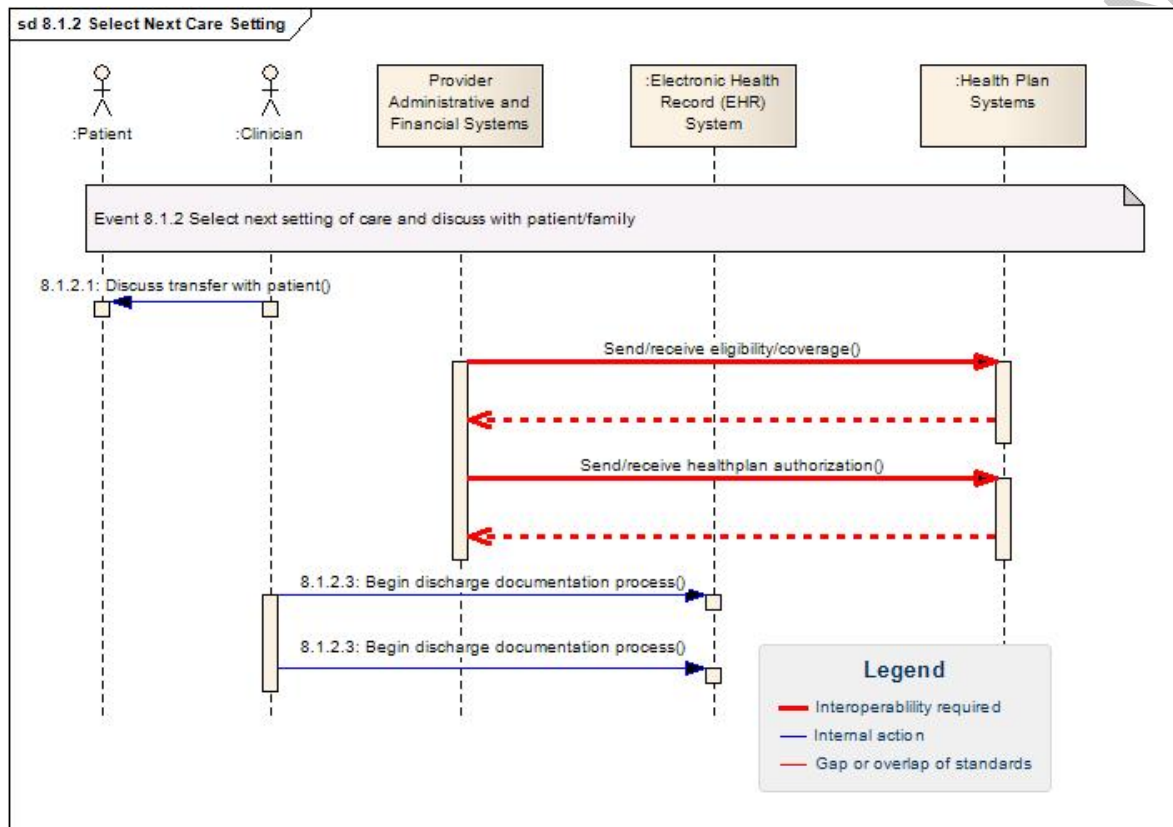 sd 8.1.2 Select Next Care Setting
:Patient
:Clinician
Provider
Administrative and
Financial Systems
:Electronic Health
Record (EHR)
System
:Health Plan
Systems
Event 8.1.2 Select next setting of care and discuss with patient/family
8.1.2.1: Discuss transfer with patient()
Send/receive eligibility/coverage()
Send/receive healthplan authorization()
8.1.2.3: Begin discharge documentation process()
8.1.2.3: Begin discharge documentation process()
Legend
Interoperablility required
Internal action
Gap or overlap of standards